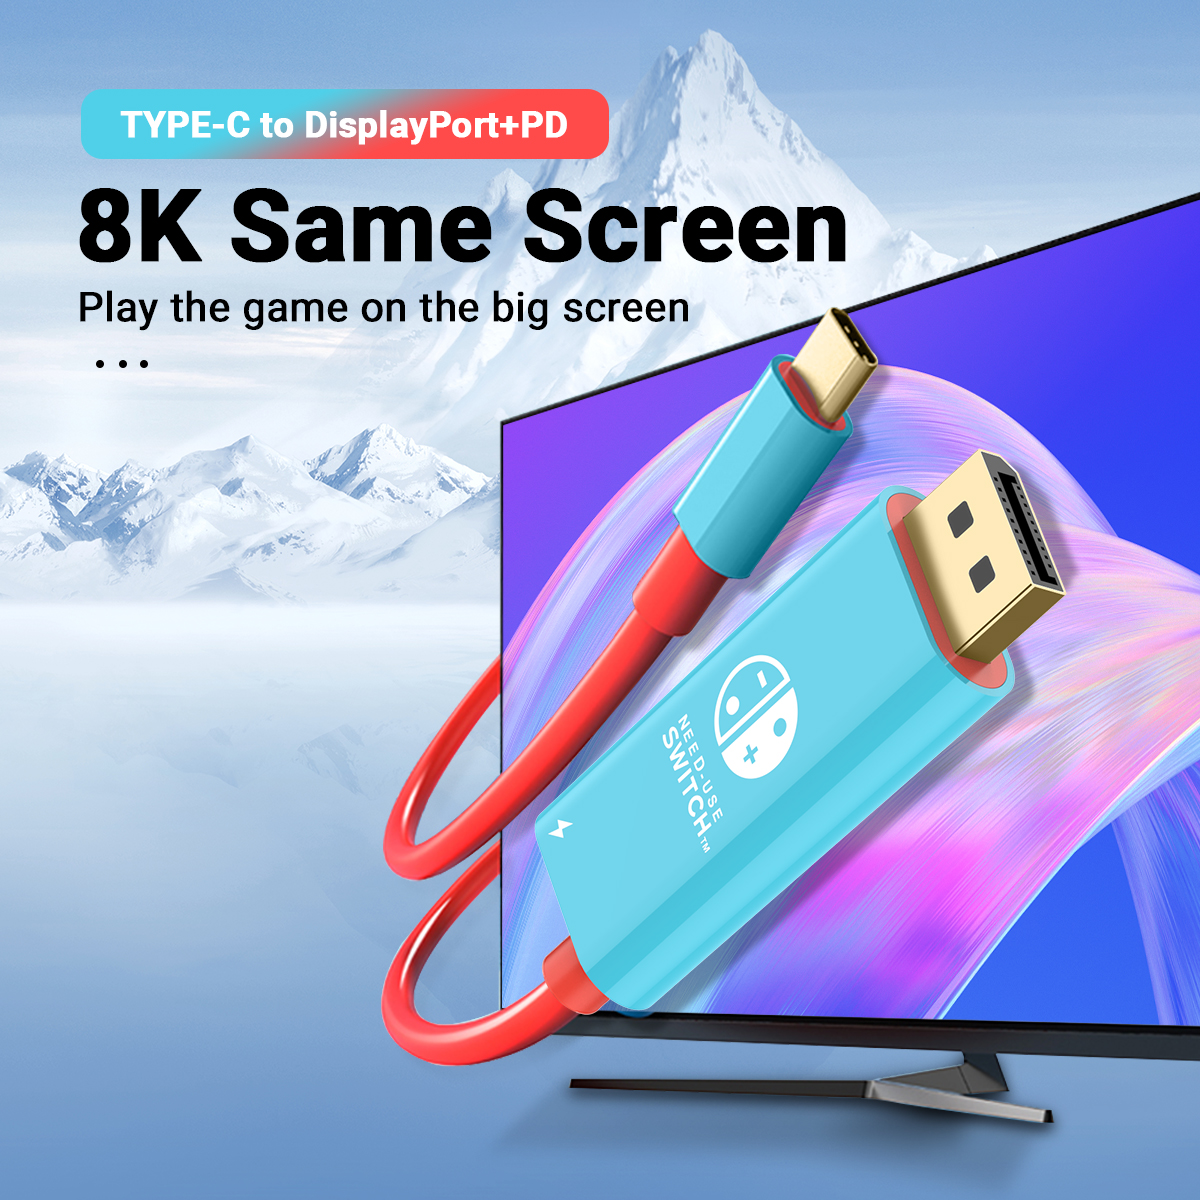 TYPE-C to DisplayPort+PD
8K Same Screen
Play the game on the big screen
...
NEED-USE
SWITCH™